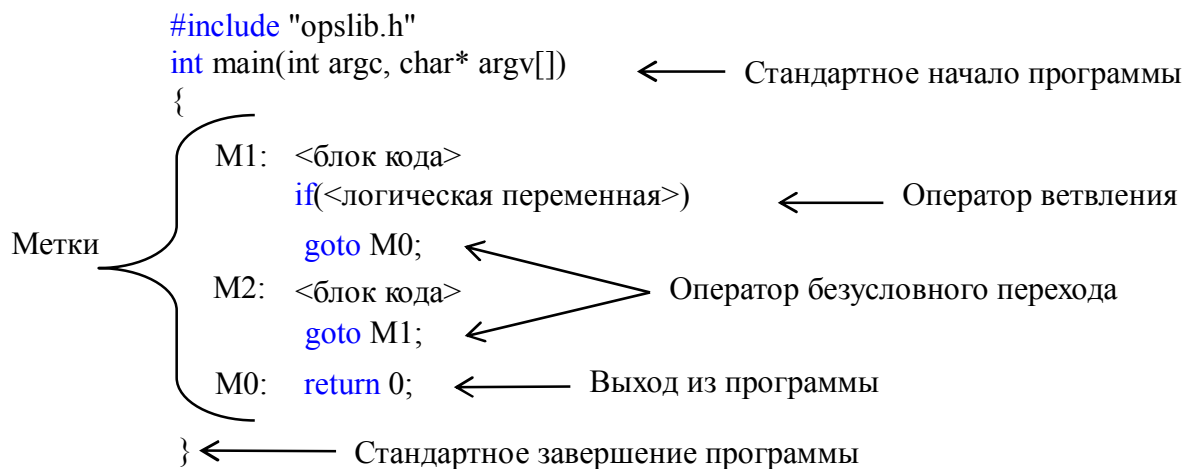 #include "opslib.h"
int main(int argc, char* argv[])
Стандартное начало программы
{
M1: <блок кода>
if(<логическая переменная>)
Оператор ветвления
Метки
goto M0;
M2: <блок кода>
Оператор безусловного перехода
goto M1;
M0: return 0;
Выход из программы
}
Стандартное завершение программы